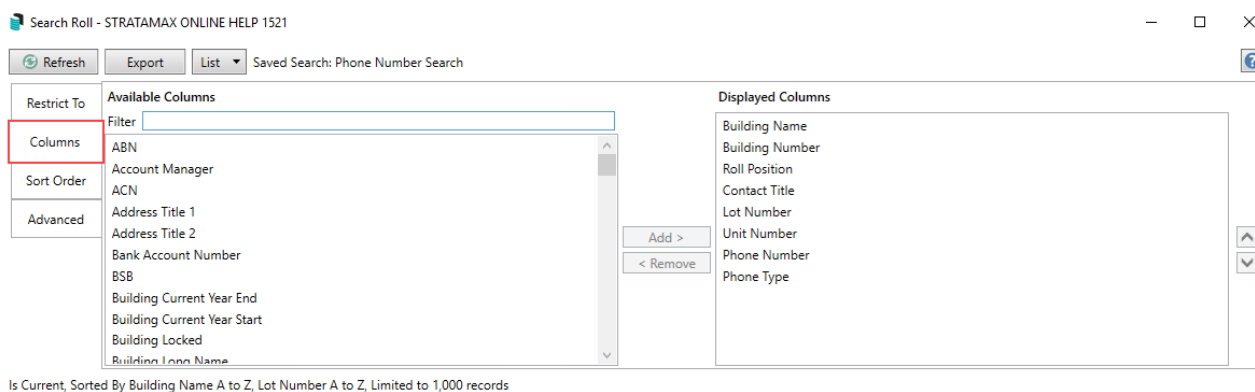 Search Roll - STRATAMAX ONLINE HELP 1521
Refresh Export List Saved Search: Phone Number Search
Restrict To
Columns
Sort Order
Advanced
Available Columns
Filter
ABN
Account Manager
ACN
Address Title 1
Address Title 2
Bank Account Number
BSB
Building Current Year End
Building Current Year Start
Building Locked
Building Long Name
Add >
< Remove
Displayed Columns
Building Name
Building Number
Roll Position
Contact Title
Lot Number
Unit Number
Phone Number
Phone Type
Is Current, Sorted By Building Name A to Z, Lot Number A to Z, Limited to 1,000 records